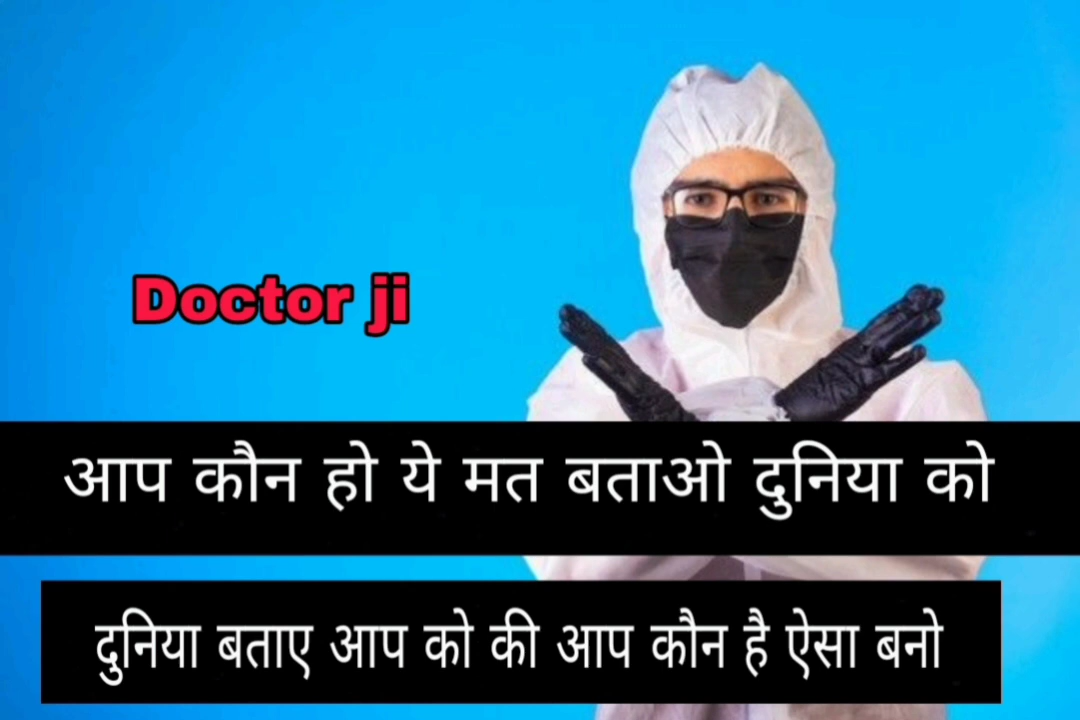 Doctor ji
आप कौन हो ये मत बताओ दुनिया को
दुनिया बताए आप को की आप कौन है ऐसा बनो